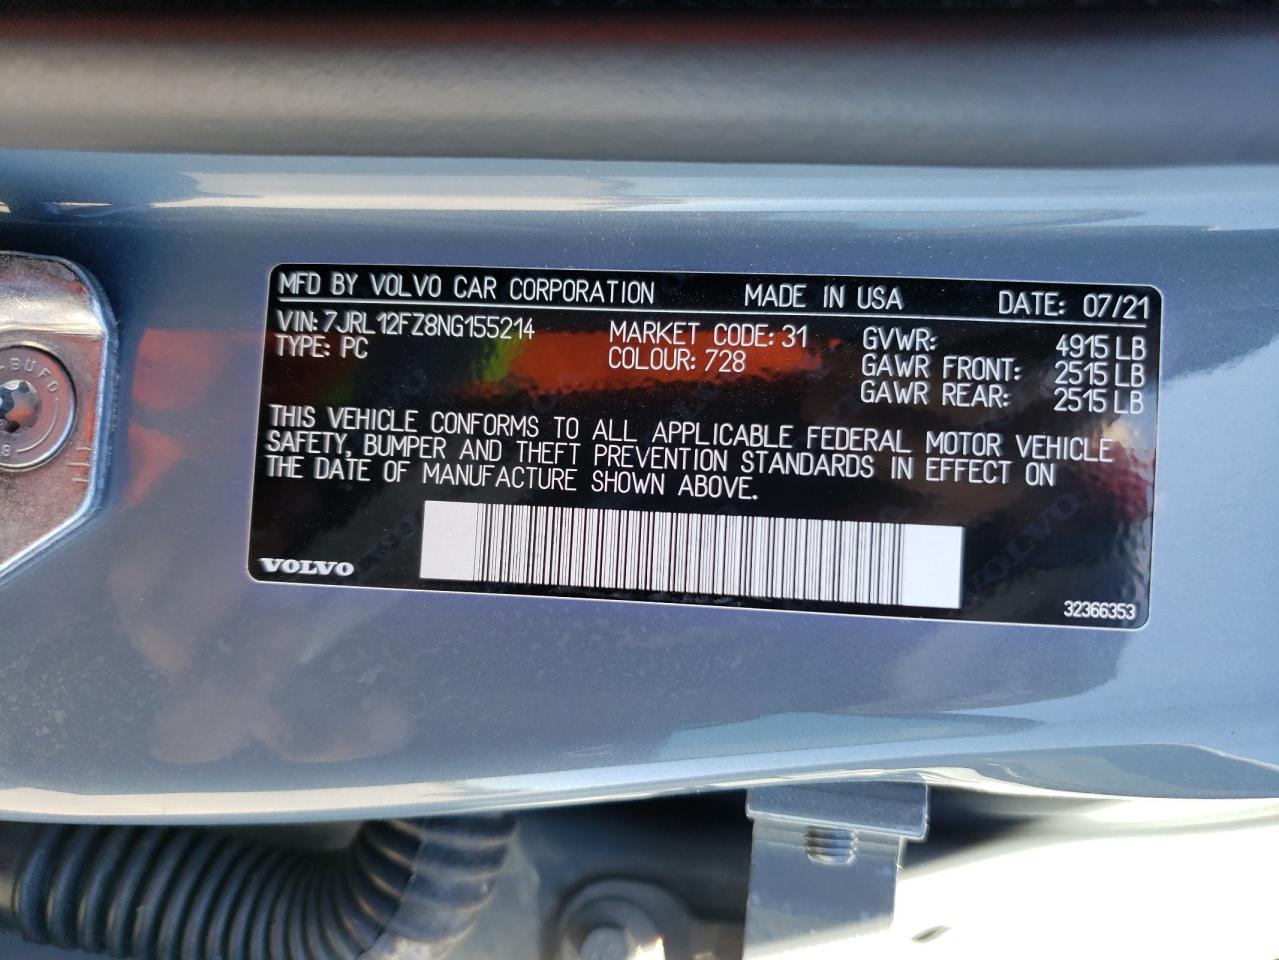 MFD BY VOLVO CAR CORPORATION MADE IN USA DATE: 07/21
VIN: 7JRL12FZ8NG155214 MARKET CODE: 31 GVWR: 4915 LB
TYPE: PC COLOUR: 728 GAWR FRONT: 2515 LB
GAWR REAR: 2515 LB
THIS VEHICLE CONFORMS TO ALL APPLICABLE FEDERAL MOTOR VEHICLE
SAFETY, BUMPER AND THEFT PREVENTION STANDARDS IN EFFECT ON
THE DATE OF MANUFACTURE SHOWN ABOVE.
VOLVO
32366353